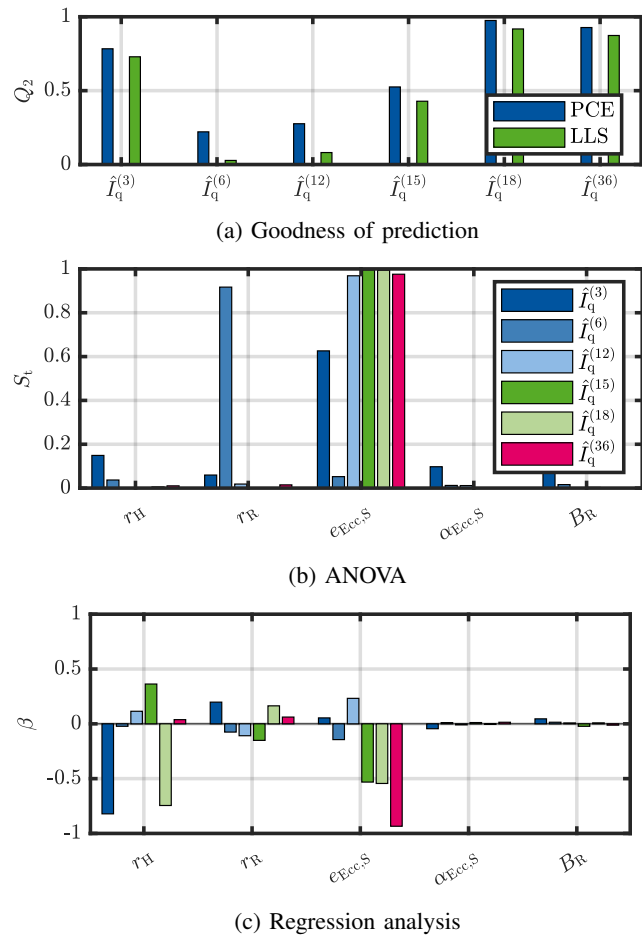 1
0.5
0
Q₂
PCE
LLS
Î_q^(3) Î_q^(6) Î_q^(12) Î_q^(15) Î_q^(18) Î_q^(36)
(a) Goodness of prediction
1
0.8
0.6
0.4
0.2
0
S_t
Î_q^(3)
Î_q^(6)
Î_q^(12)
Î_q^(15)
Î_q^(18)
Î_q^(36)
r_H r_R e_Ecc,S α_Ecc,S B_R
(b) ANOVA
1
0.5
0
-0.5
-1
β
r_H r_R e_Ecc,S α_Ecc,S B_R
(c) Regression analysis